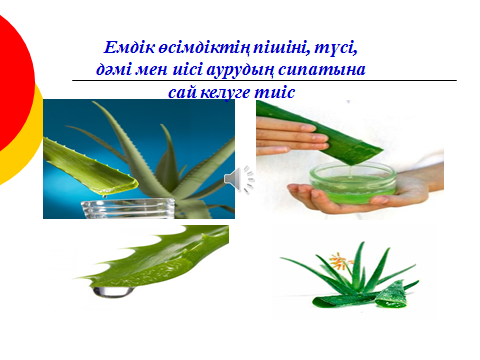 Емдік өсімдіктің пішіні, түсі,
дәмі мен иісі аурудың сипатына
сай келуге тиіс